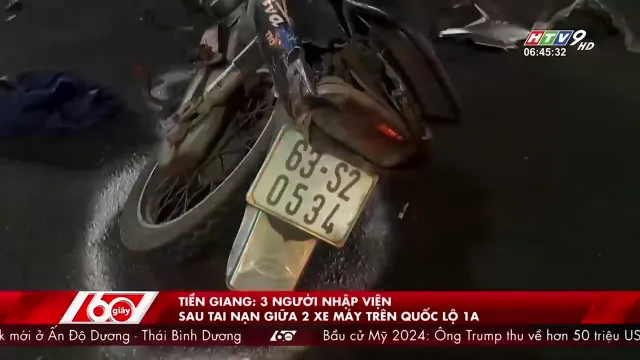 HTV9 HD
06:45:32
63-S2
0534
60 giây
TIỀN GIANG: 3 NGƯỜI NHẬP VIỆN
SAU TAI NẠN GIỮA 2 XE MÁY TRÊN QUỐC LỘ 1A
k mới ở Ấn Độ Dương - Thái Bình Dương
Bầu cử Mỹ 2024: Ông Trump thu về hơn 50 triệu US